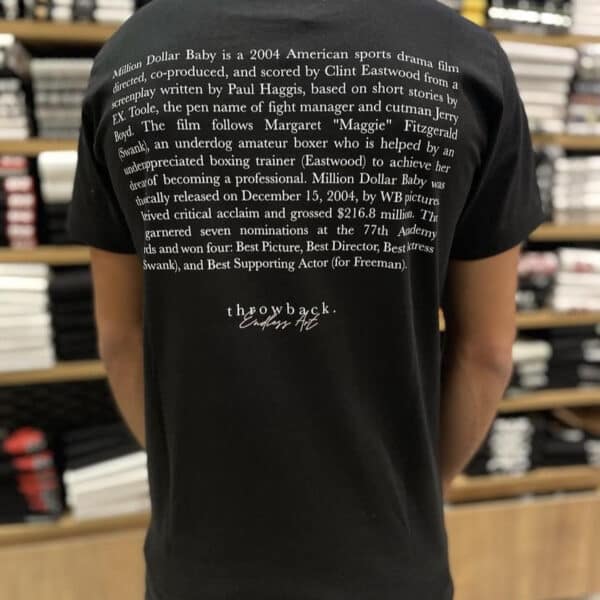 Million Dollar Baby is a 2004 American sports drama film
directed, co-produced, and scored by Clint Eastwood from a
screenplay written by Paul Haggis, based on short stories by
F.X. Toole, the pen name of fight manager and cutman Jerry
Boyd. The film follows Margaret "Maggie" Fitzgerald
(Swank), an underdog amateur boxer who is helped by an
underappreciated boxing trainer (Eastwood) to achieve her
of becoming a professional. Million Dollar Baby was
released on December 15, 2004, by WB pictures
critical acclaim and grossed $216.8 million. The
garnered seven nominations at the 77th Academy
and won four: Best Picture, Best Director, Best
Swank), and Best Supporting Actor (for Freeman).
throwback.
Endless Art